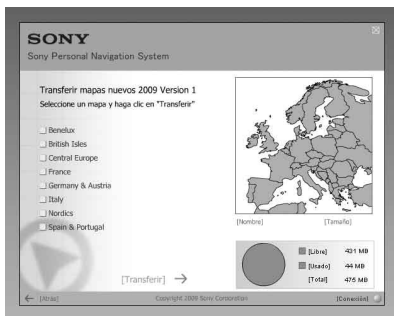 SONY
Sony Personal Navigation System
Transferir mapas nuevos 2009 Version 1
Seleccione un mapa y haga clic en "Transferir"
Benelux
British Isles
Central Europe
France
Germany & Austria
Italy
Nordics
Spain & Portugal
[Nombre] [Tamaño]
[Libre] 431 MB
[Usado] 44 MB
[Total] 475 MB
[Transferir]
[Atrás] Copyright 2009 Sony Corporation [Conexión]